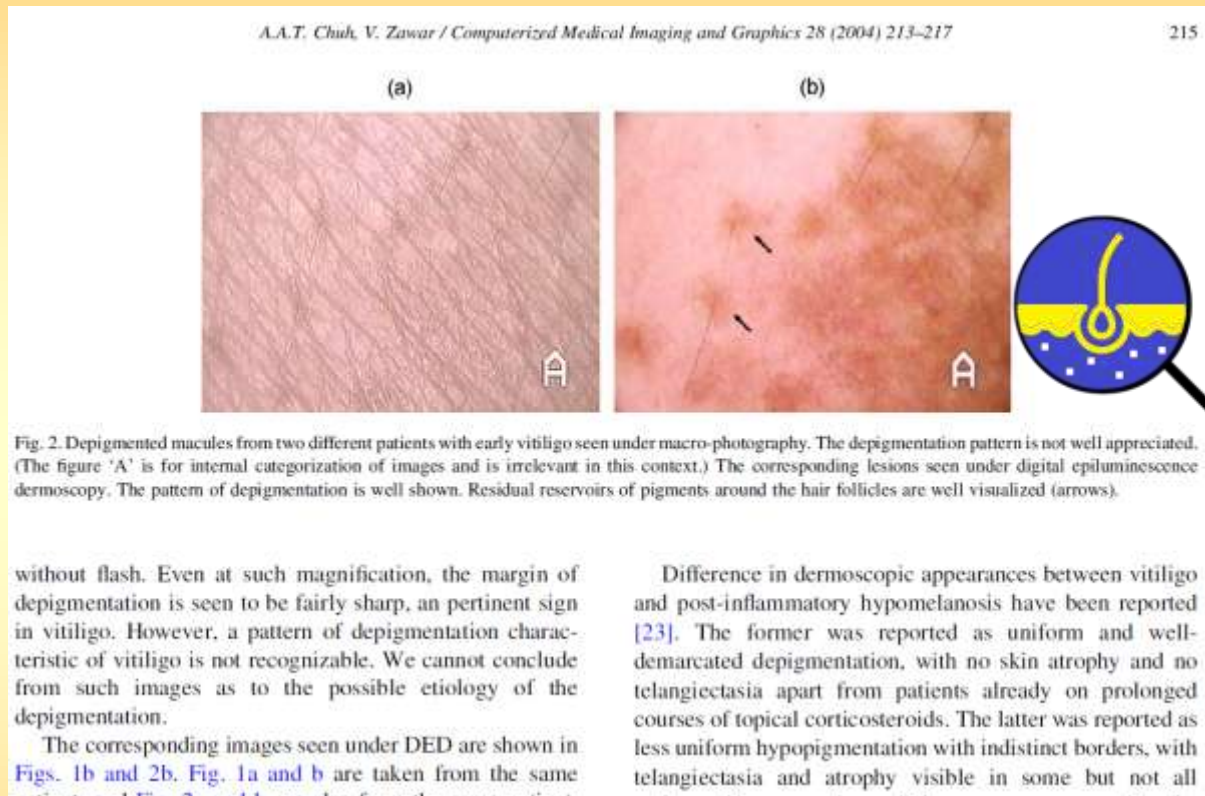 A.A.T. Chuh, V. Zawar / Computerized Medical Imaging and Graphics 28 (2004) 213–217 215
(a) (b)
A A
Fig. 2. Depigmented macules from two different patients with early vitiligo seen under macro-photography. The depigmentation pattern is not well appreciated.
(The figure 'A' is for internal categorization of images and is irrelevant in this context.) The corresponding lesions seen under digital epiluminescence
dermoscopy. The pattern of depigmentation is well shown. Residual reservoirs of pigments around the hair follicles are well visualized (arrows).
without flash. Even at such magnification, the margin of
depigmentation is seen to be fairly sharp, an pertinent sign
in vitiligo. However, a pattern of depigmentation charac-
teristic of vitiligo is not recognizable. We cannot conclude
from such images as to the possible etiology of the
depigmentation.
The corresponding images seen under DED are shown in
Figs. 1b and 2b. Fig. 1a and b are taken from the same
Difference in dermoscopic appearances between vitiligo
and post-inflammatory hypomelanosis have been reported
[23]. The former was reported as uniform and well-
demarcated depigmentation, with no skin atrophy and no
telangiectasia apart from patients already on prolonged
courses of topical corticosteroids. The latter was reported as
less uniform hypopigmentation with indistinct borders, with
telangiectasia and atrophy visible in some but not all